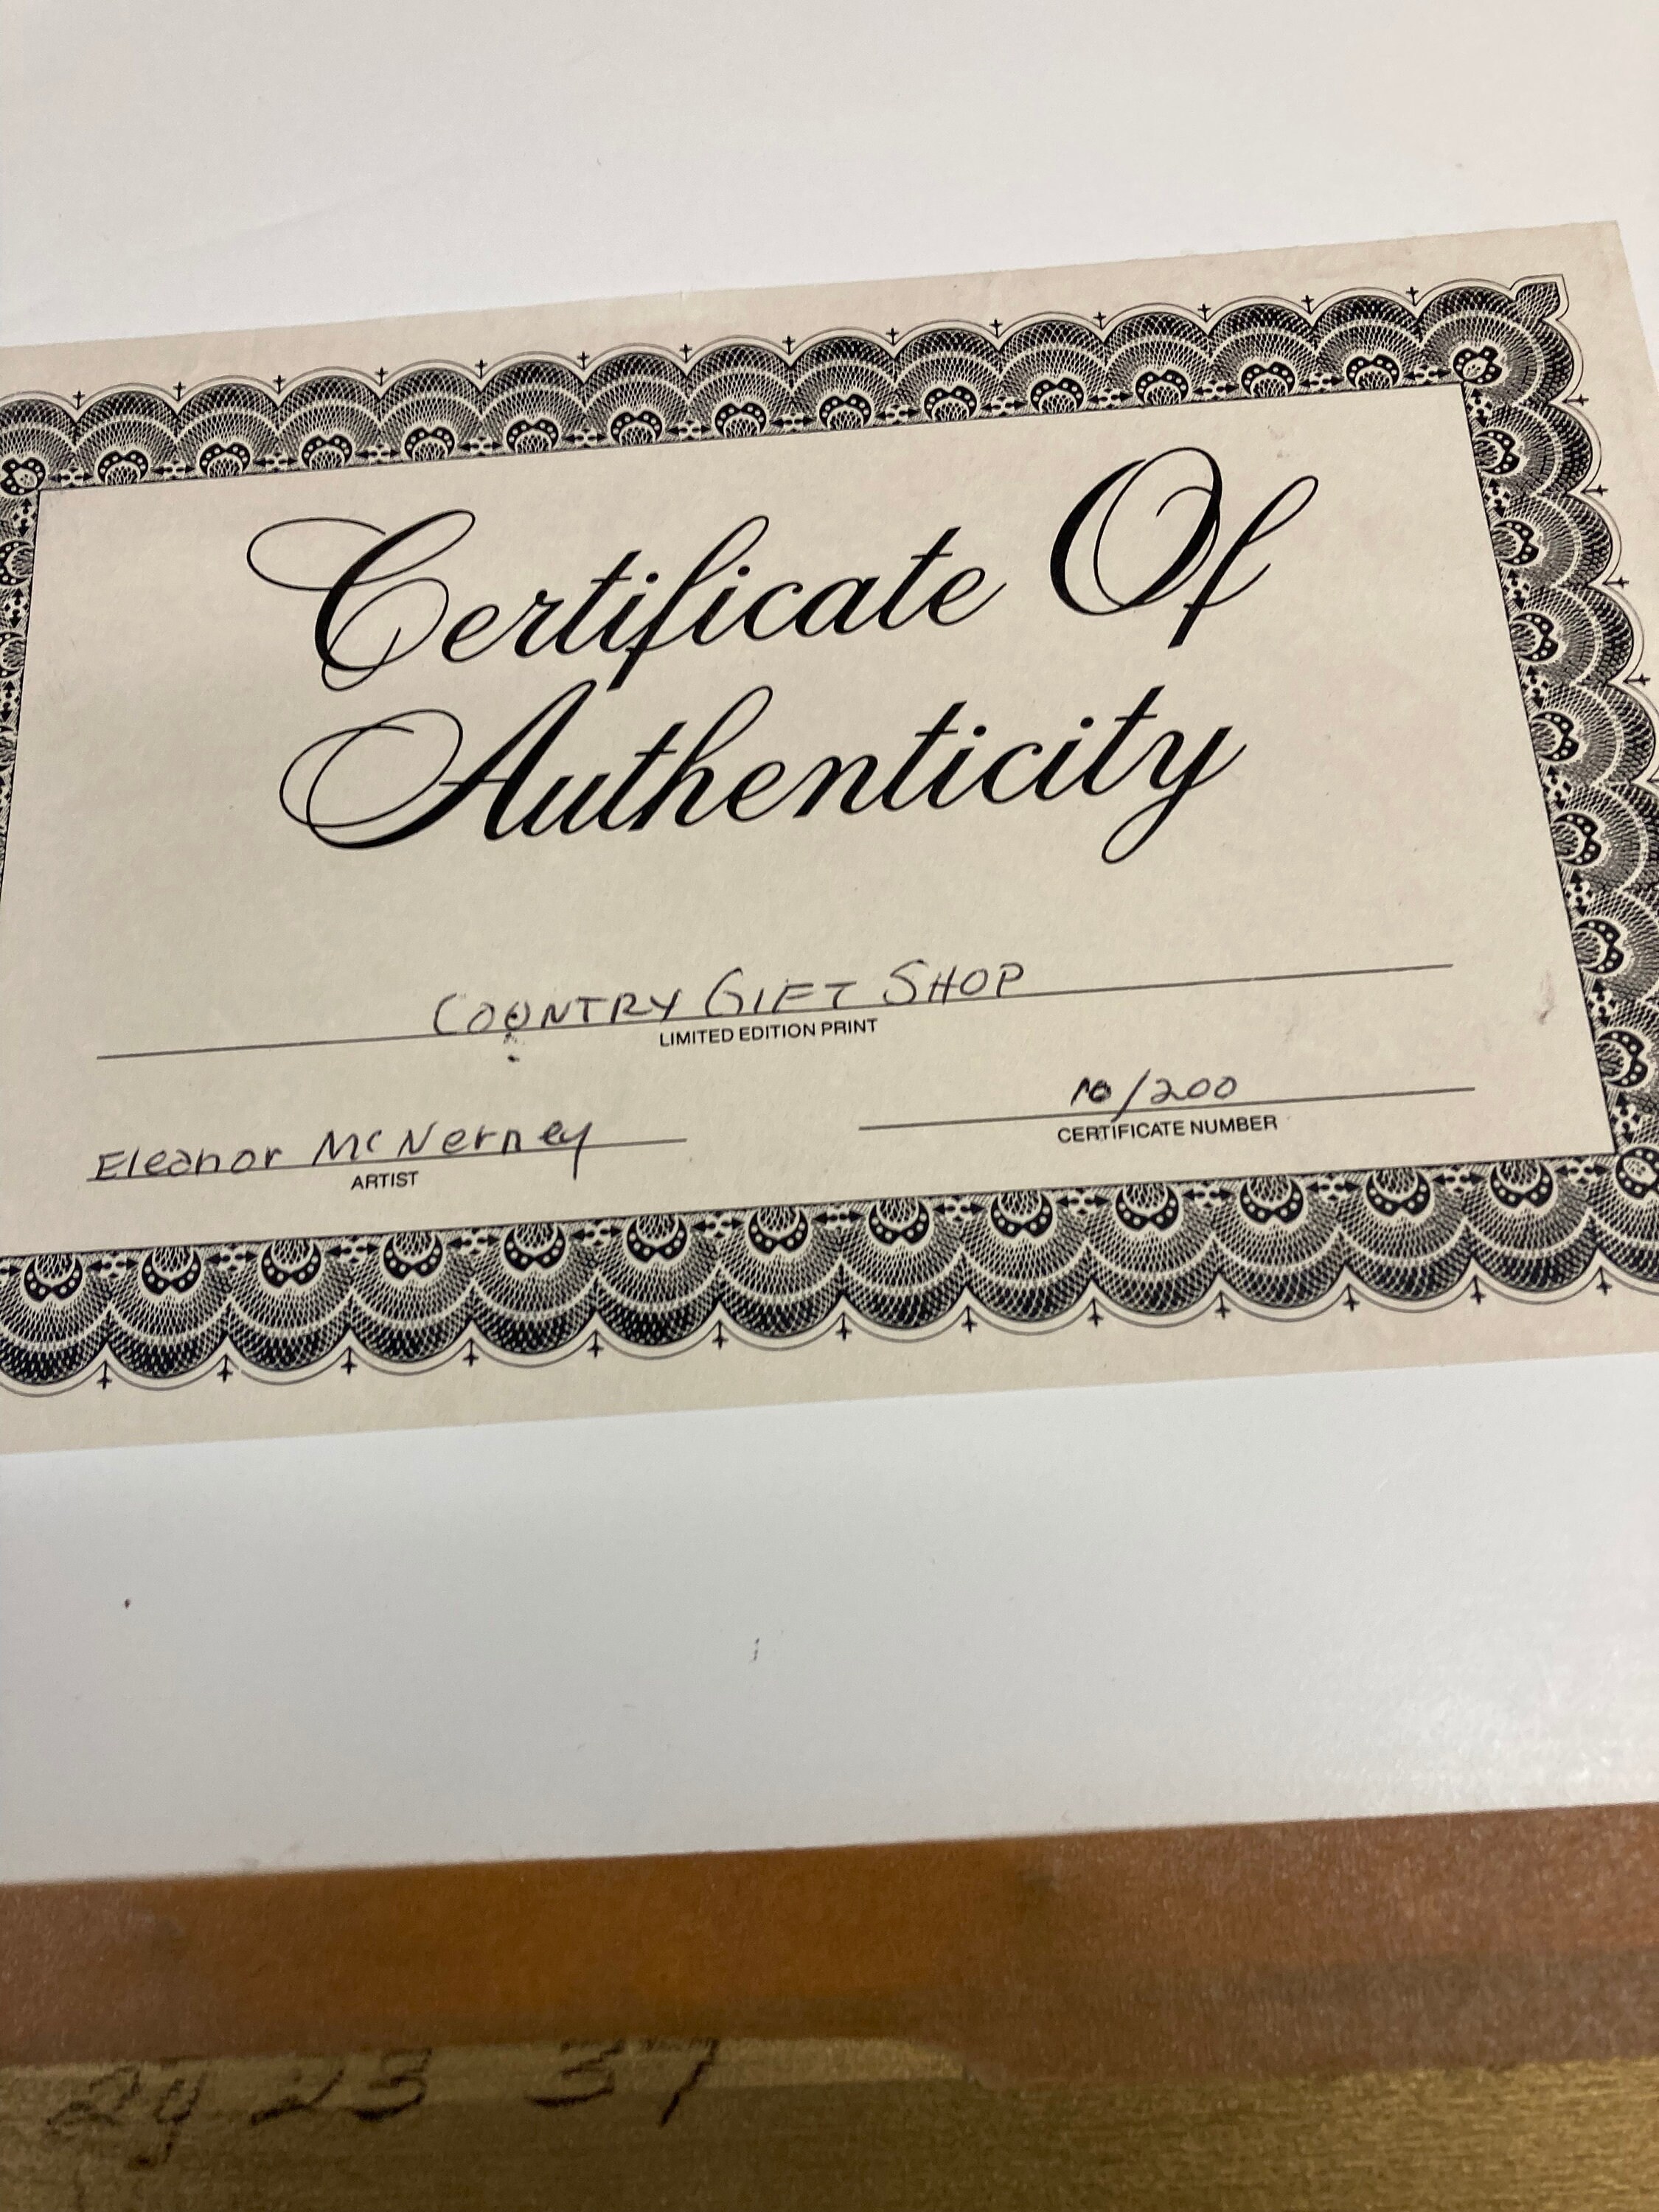 Certificate Of
Authenticity
COUNTRY GIFT SHOP
LIMITED EDITION PRINT
10/200
CERTIFICATE NUMBER
Eleanor McNerney
ARTIST